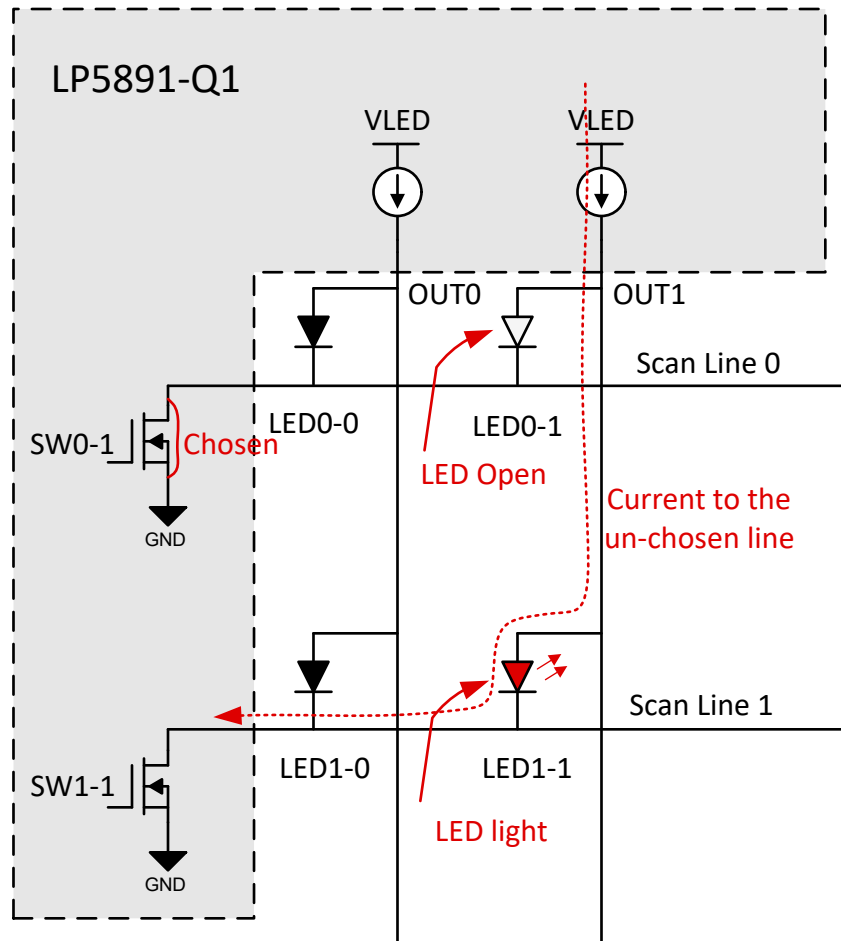 LP5891-Q1
VLED
VLED
OUT0
OUT1
Scan Line 0
LED0-0
LED0-1
SW0-1
Chosen
LED Open
GND
Current to the
un-chosen line
Scan Line 1
LED1-0
LED1-1
SW1-1
LED light
GND